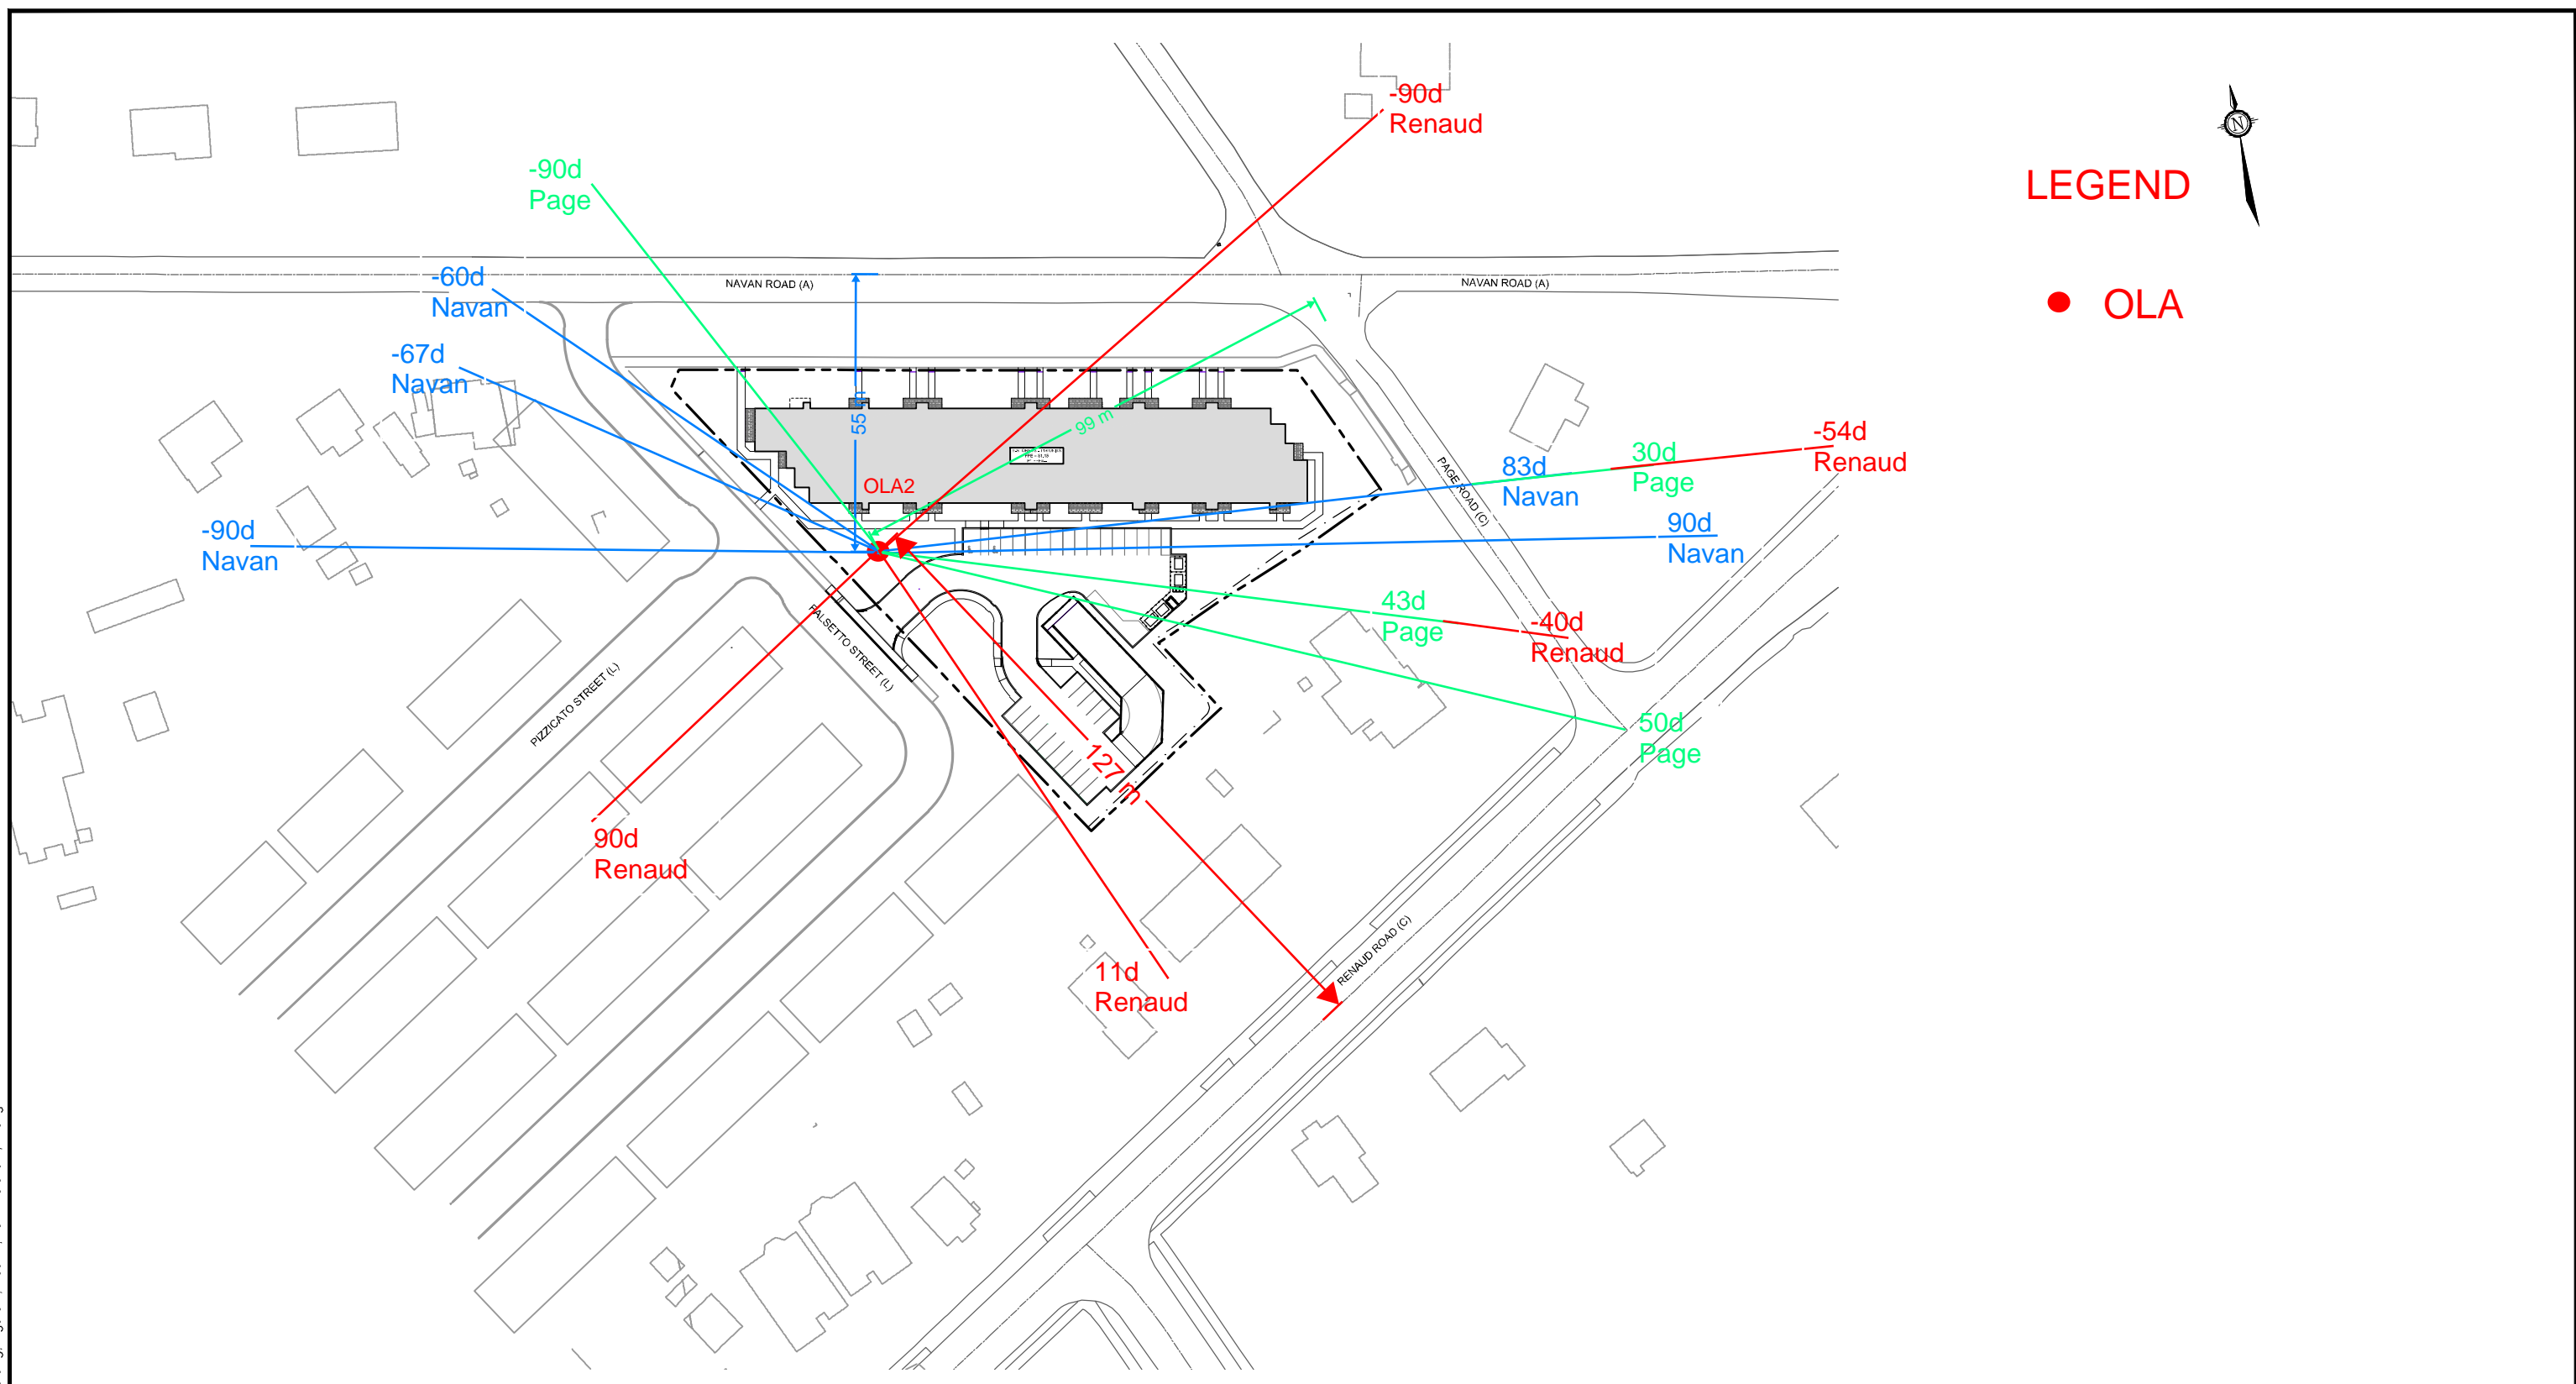 -90d
Renaud
N
-90d
Page
LEGEND
-60d
Navan
NAVAN ROAD (A)
NAVAN ROAD (A)
OLA
-67d
Navan
55 m
99 m
-54d
Renaud
30d
Page
83d
Navan
PAGE ROAD (C)
OLA2
-90d
Navan
90d
Navan
43d
Page
-40d
Renaud
FALSETTO STREET (L)
PIZZICATO STREET (L)
50d
Page
127 m
90d
Renaud
11d
Renaud
RENAUD ROAD (C)